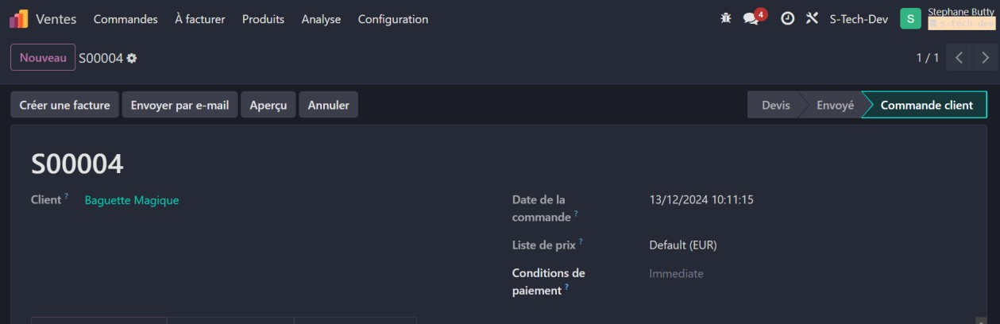 Ventes Commandes À facturer Produits Analyse Configuration 4 S-Tech-Dev S Stephane Butty
s-tech-dev
Nouveau S00004 1 / 1
Créer une facture Envoyer par e-mail Aperçu Annuler Devis Envoyé Commande client
S00004
Client ? Baguette Magique
Date de la commande ? 13/12/2024 10:11:15
Liste de prix ? Default (EUR)
Conditions de paiement ? Immediate